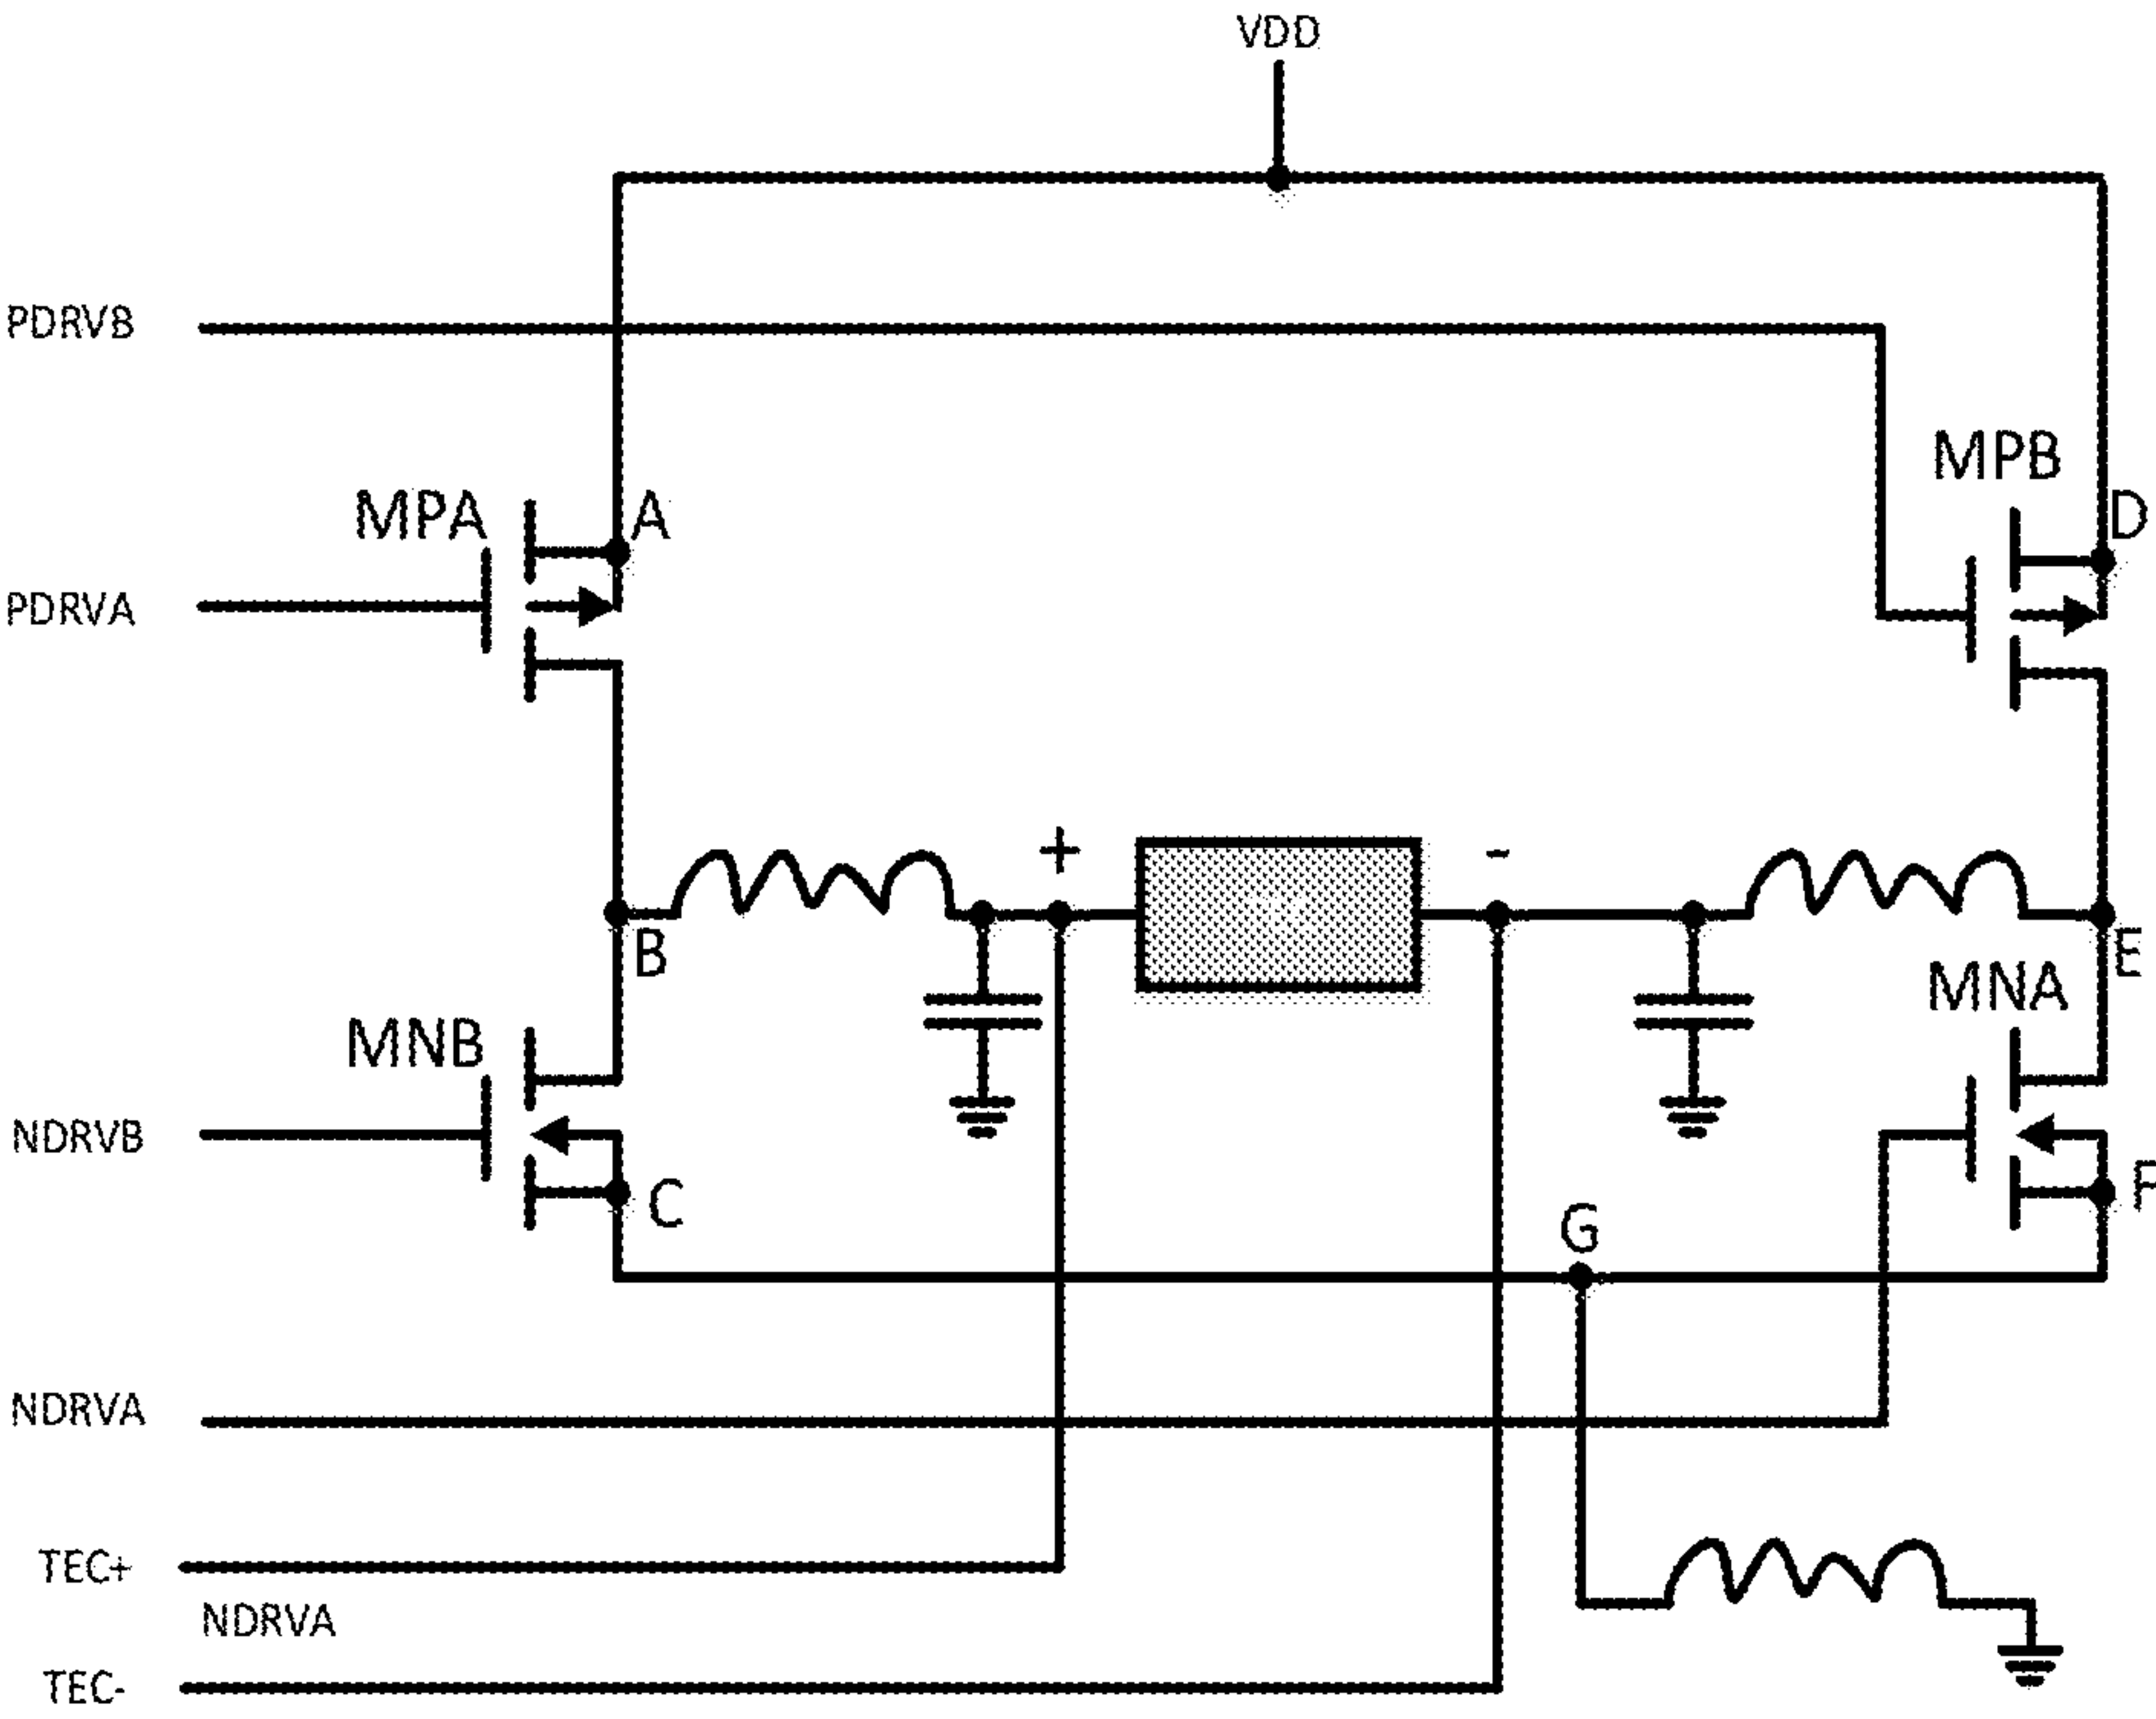 VDD
PDRVB
MPB
MPA
A
D
PDRVA
+
-
B
E
MNA
MNB
NDRVB
C
F
G
NDRVA
TEC+
NDRVA
TEC-